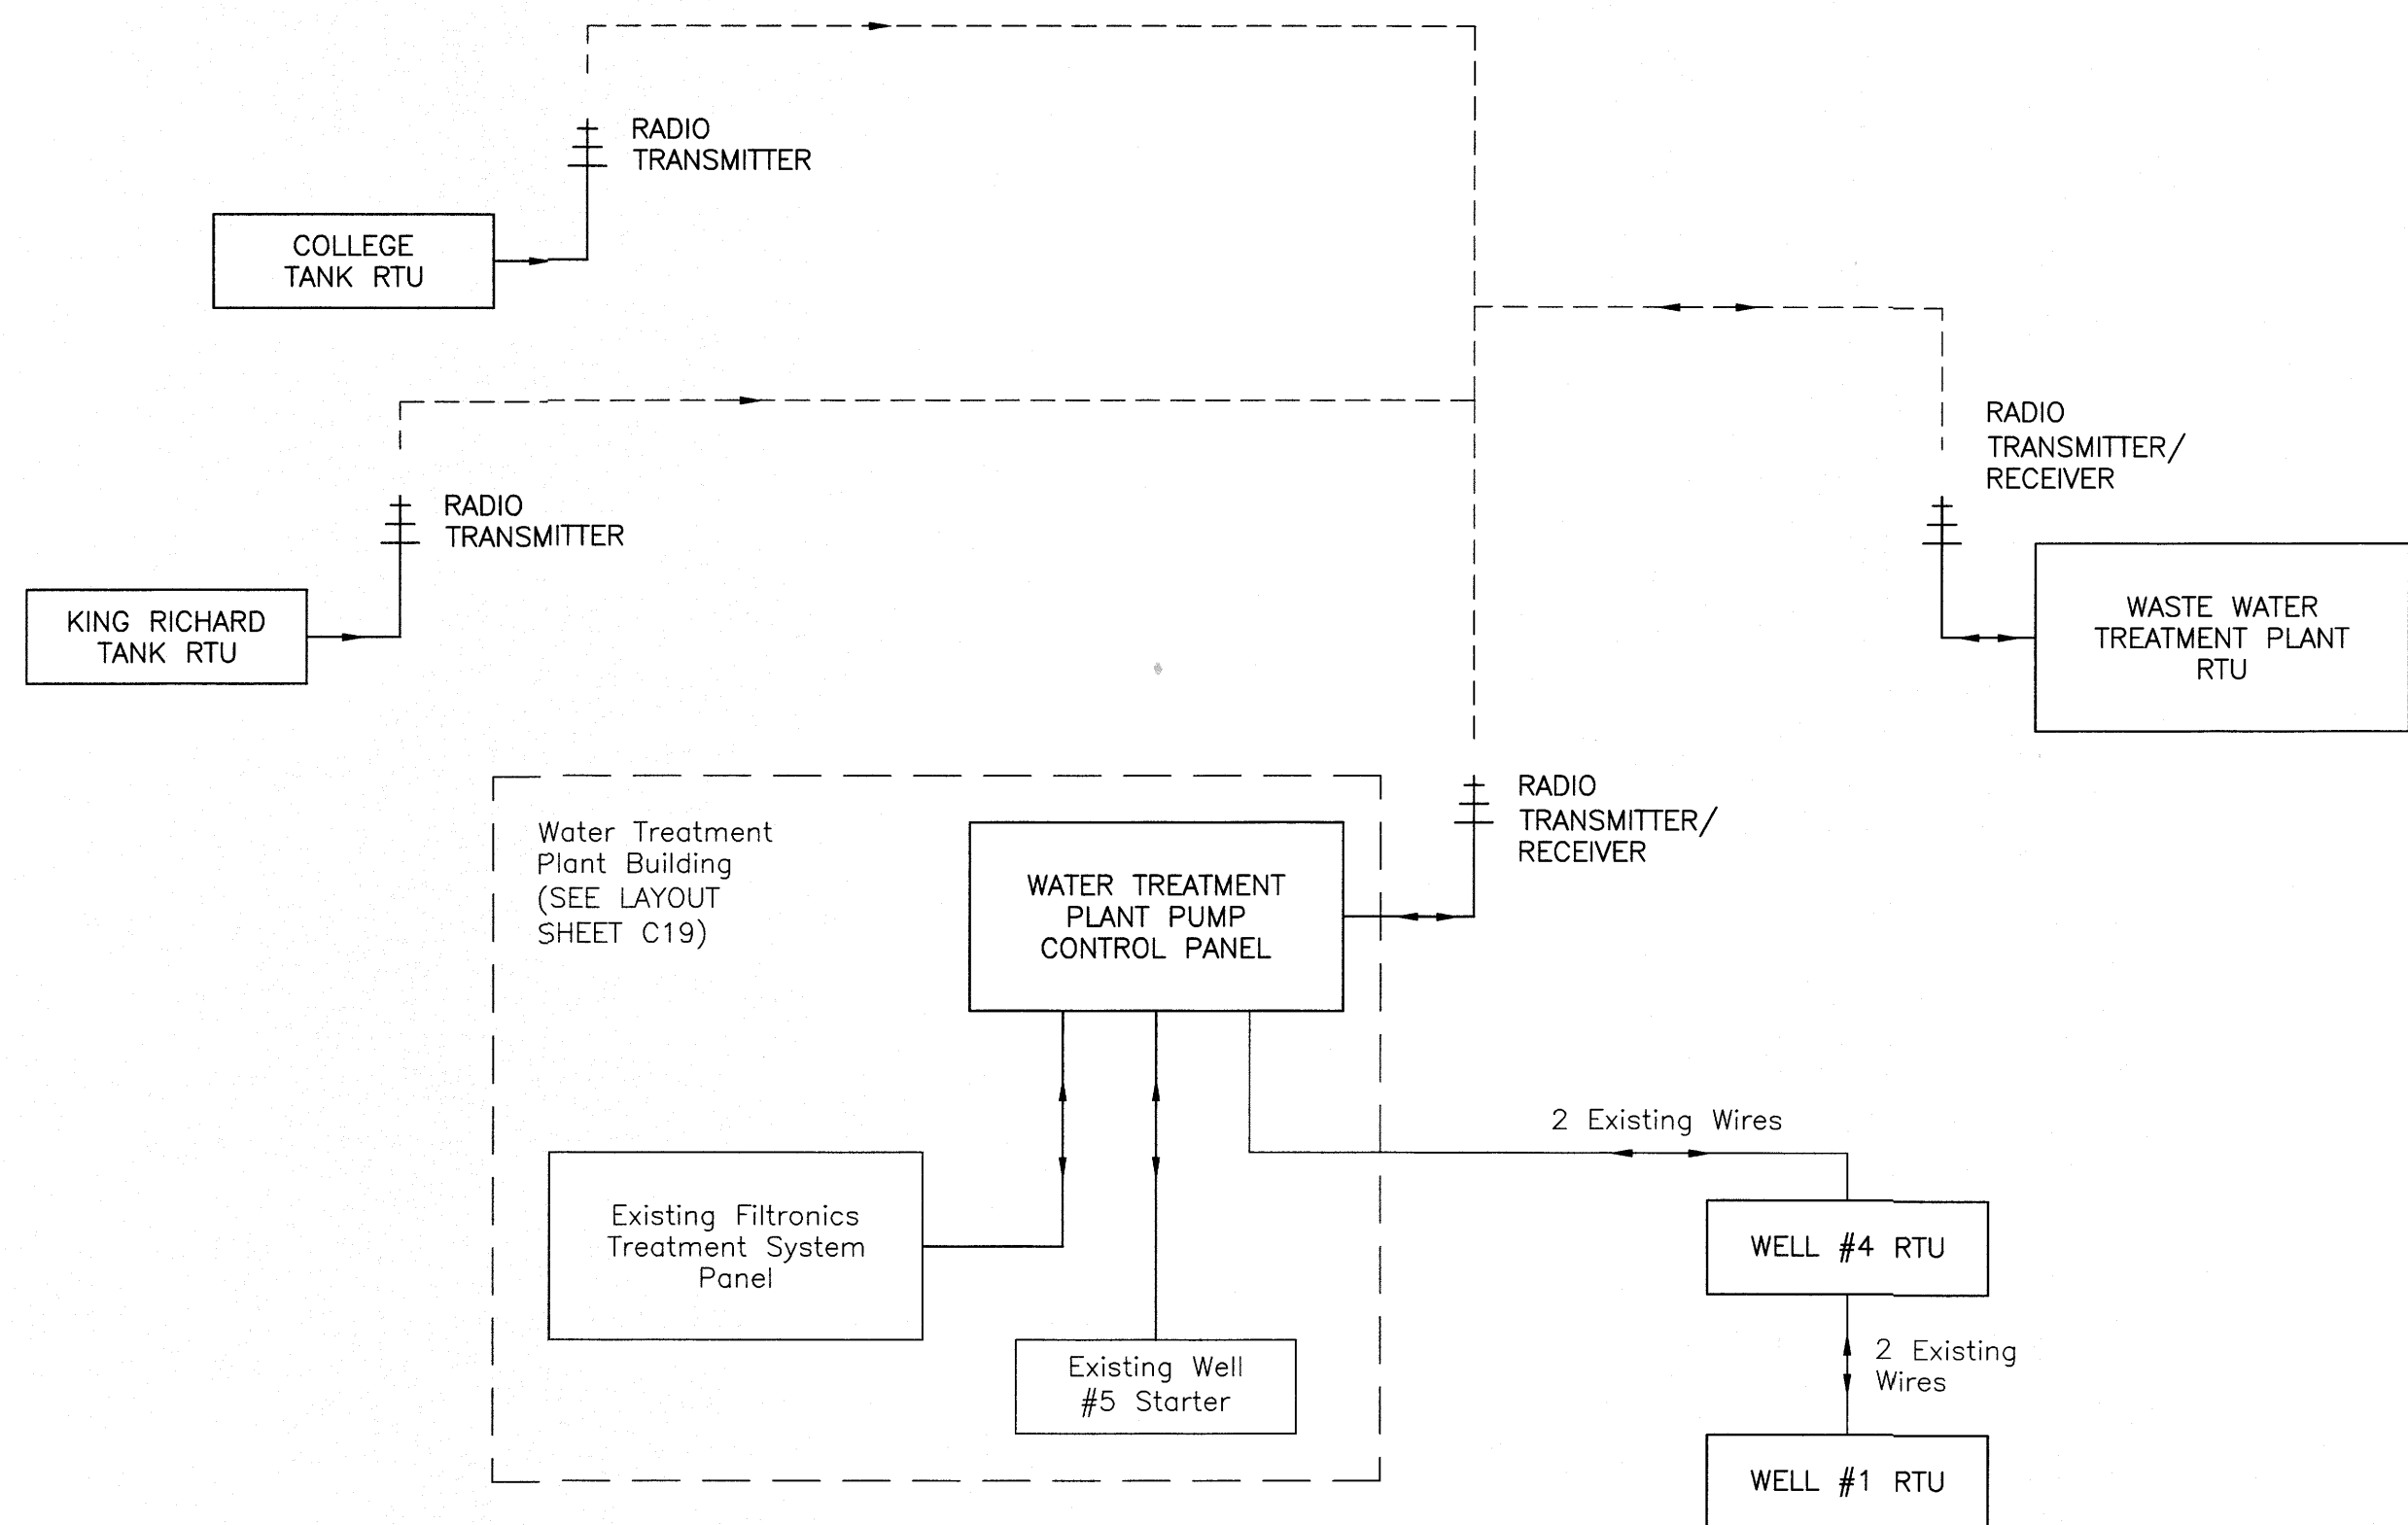 RADIO
TRANSMITTER
COLLEGE
TANK RTU
RADIO
TRANSMITTER/
RECEIVER
RADIO
TRANSMITTER
KING RICHARD
TANK RTU
WASTE WATER
TREATMENT PLANT
RTU
RADIO
TRANSMITTER/
RECEIVER
Water Treatment
Plant Building
(SEE LAYOUT
SHEET C19)
WATER TREATMENT
PLANT PUMP
CONTROL PANEL
2 Existing Wires
Existing Filtronics
Treatment System
Panel
WELL #4 RTU
Existing Well
#5 Starter
2 Existing
Wires
WELL #1 RTU